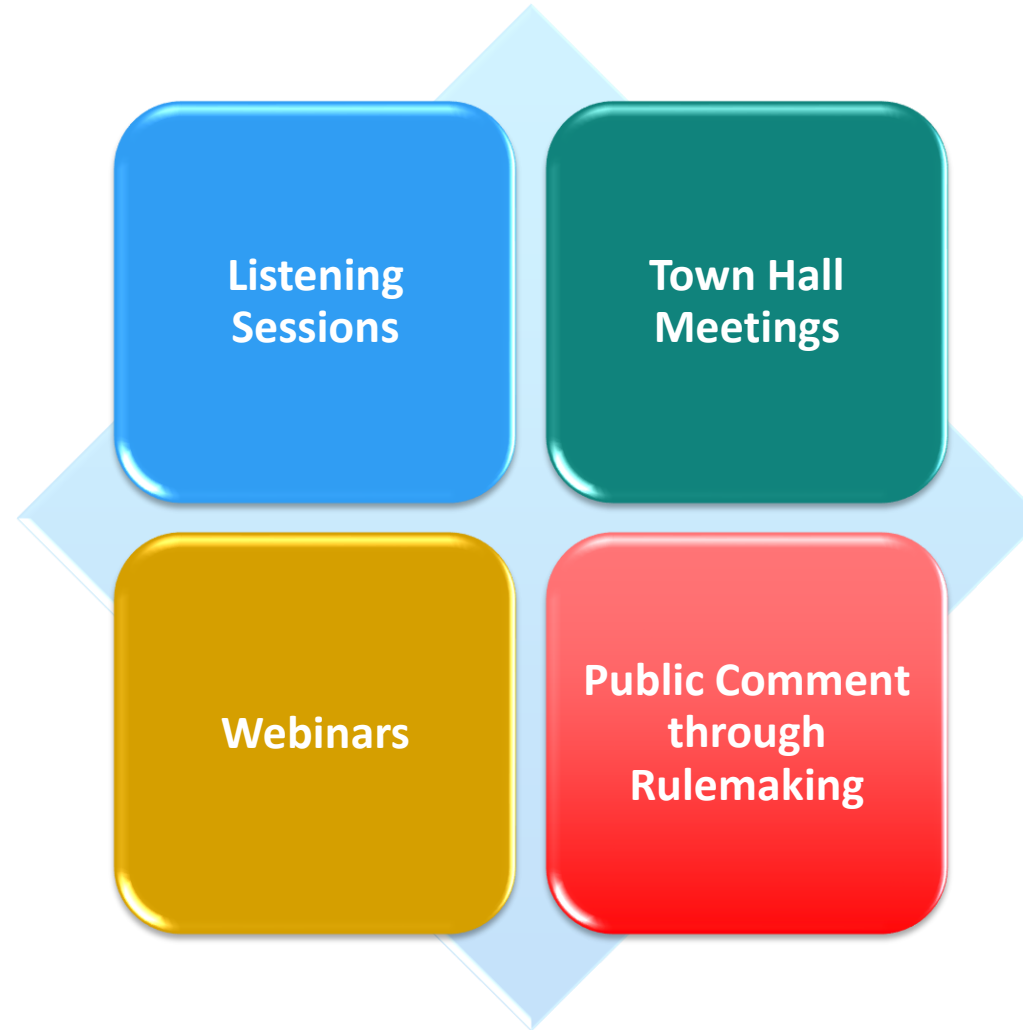 Listening
Sessions
Town Hall
Meetings
Webinars
Public Comment
through
Rulemaking